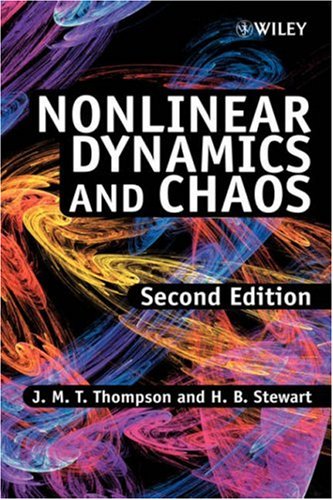 WILEY
NONLINEAR
DYNAMICS
AND CHAOS
Second Edition
J. M. T. Thompson and H. B. Stewart